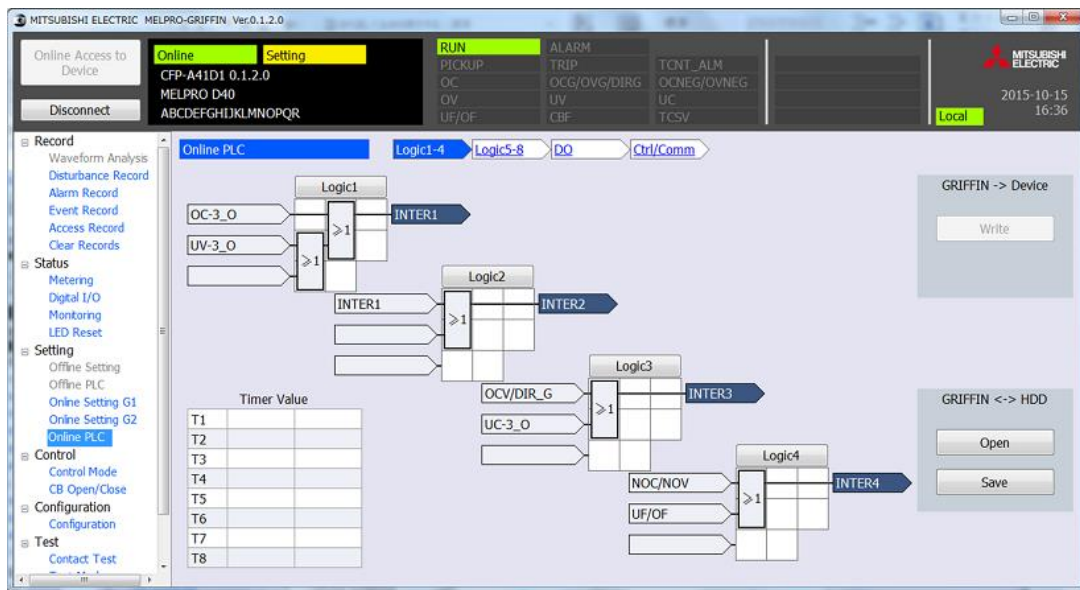 MITSUBISHI ELECTRIC MELPRO-GRIFFIN Ver.0.1.2.0
Online Access to
Device
Disconnect
Online Setting
CFP-A41D1 0.1.2.0
MELPRO D40
ABCDEFGHIJKLMNOPQR
RUN ALARM
PICKUP TRIP TCNT_ALM
OC OCG/OVG/DIRG OCNEG/OVNEG
OV UV UC
UF/OF CBF TCSV
MITSUBISHI
ELECTRIC
2015-10-15
16:36
Local
Record
Waveform Analysis
Disturbance Record
Alarm Record
Event Record
Access Record
Clear Records
Status
Metering
Digital I/O
Monitoring
LED Reset
Setting
Offline Setting
Offline PLC
Online Setting G1
Online Setting G2
Online PLC
Control
Control Mode
CB Open/Close
Configuration
Configuration
Test
Contact Test
Online PLC
Logic1-4 Logic5-8 DO Ctrl/Comm
Logic1
OC-3_O
UV-3_O
≥1
≥1
INTER1
Logic2
INTER1
≥1
INTER2
Logic3
OCV/DIR_G
UC-3_O
≥1
INTER3
Logic4
NOC/NOV
UF/OF
≥1
INTER4
Timer Value
T1
T2
T3
T4
T5
T6
T7
T8
GRIFFIN -> Device
Write
GRIFFIN <-> HDD
Open
Save